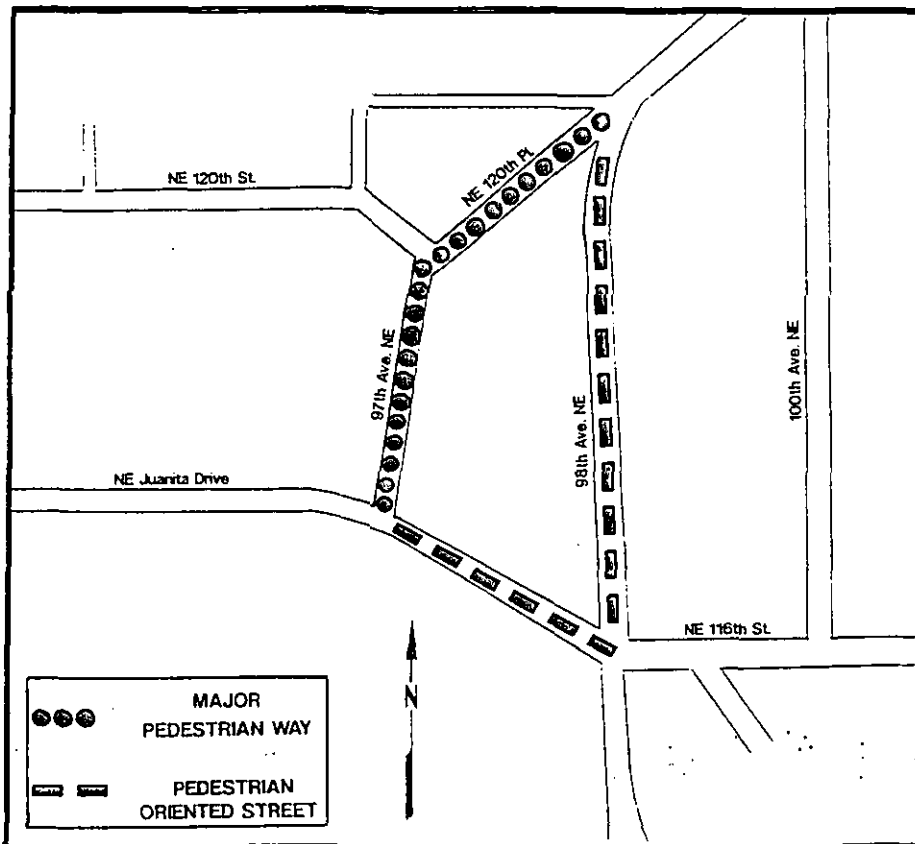 NE 120th St.
NE 120th Pl.
97th Ave. NE
98th Ave. NE
100th Ave. NE
NE Juanita Drive
NE 116th St.
N
MAJOR
PEDESTRIAN WAY
PEDESTRIAN
ORIENTED STREET